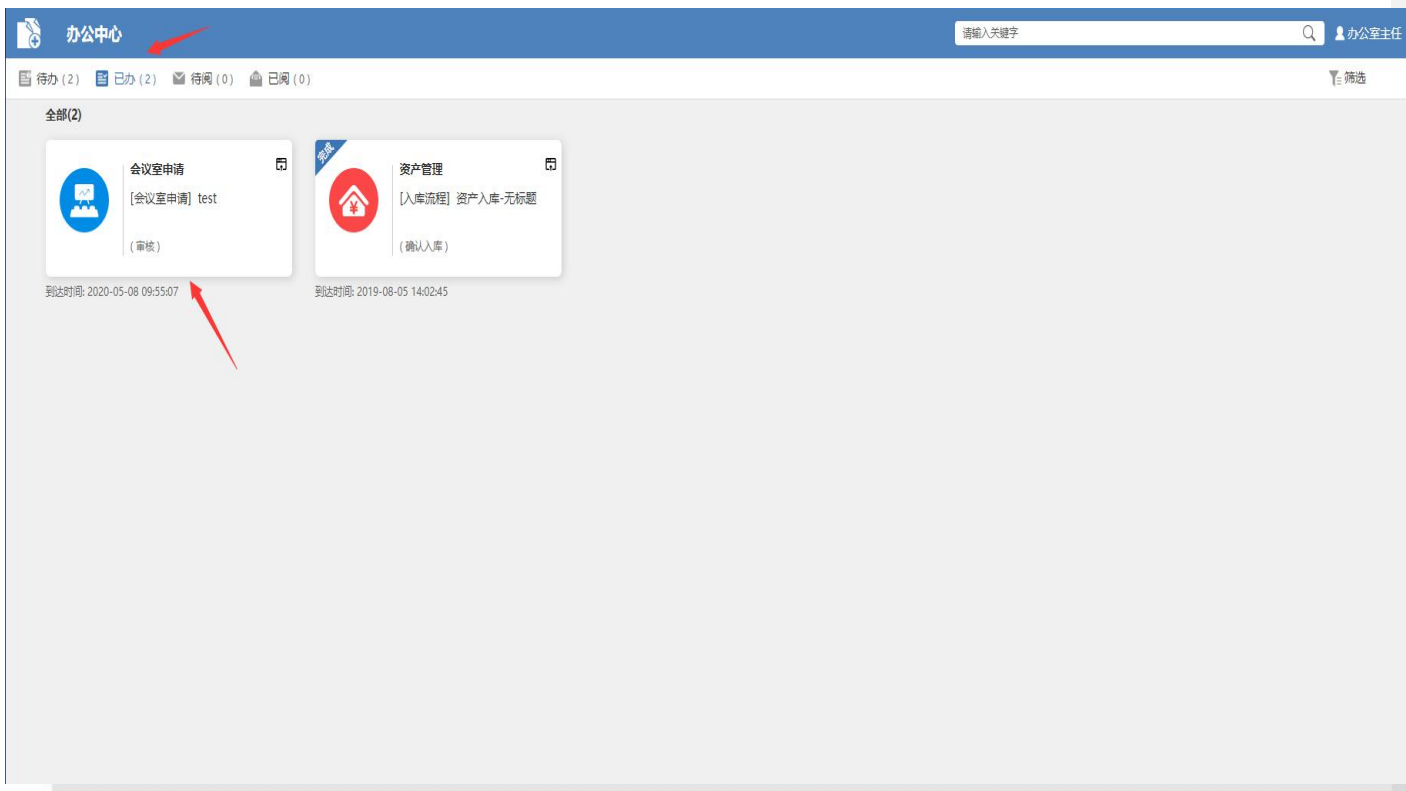 办公中心
请输入关键字
办公室主任
待办(2) 已办(2) 待阅(0) 已阅(0)
筛选
全部(2)
会议室申请
[会议室申请] test
(审核)
到达时间: 2020-05-08 09:55:07
完成
资产管理
[入库流程] 资产入库-无标题
(确认入库)
到达时间: 2019-08-05 14:02:45